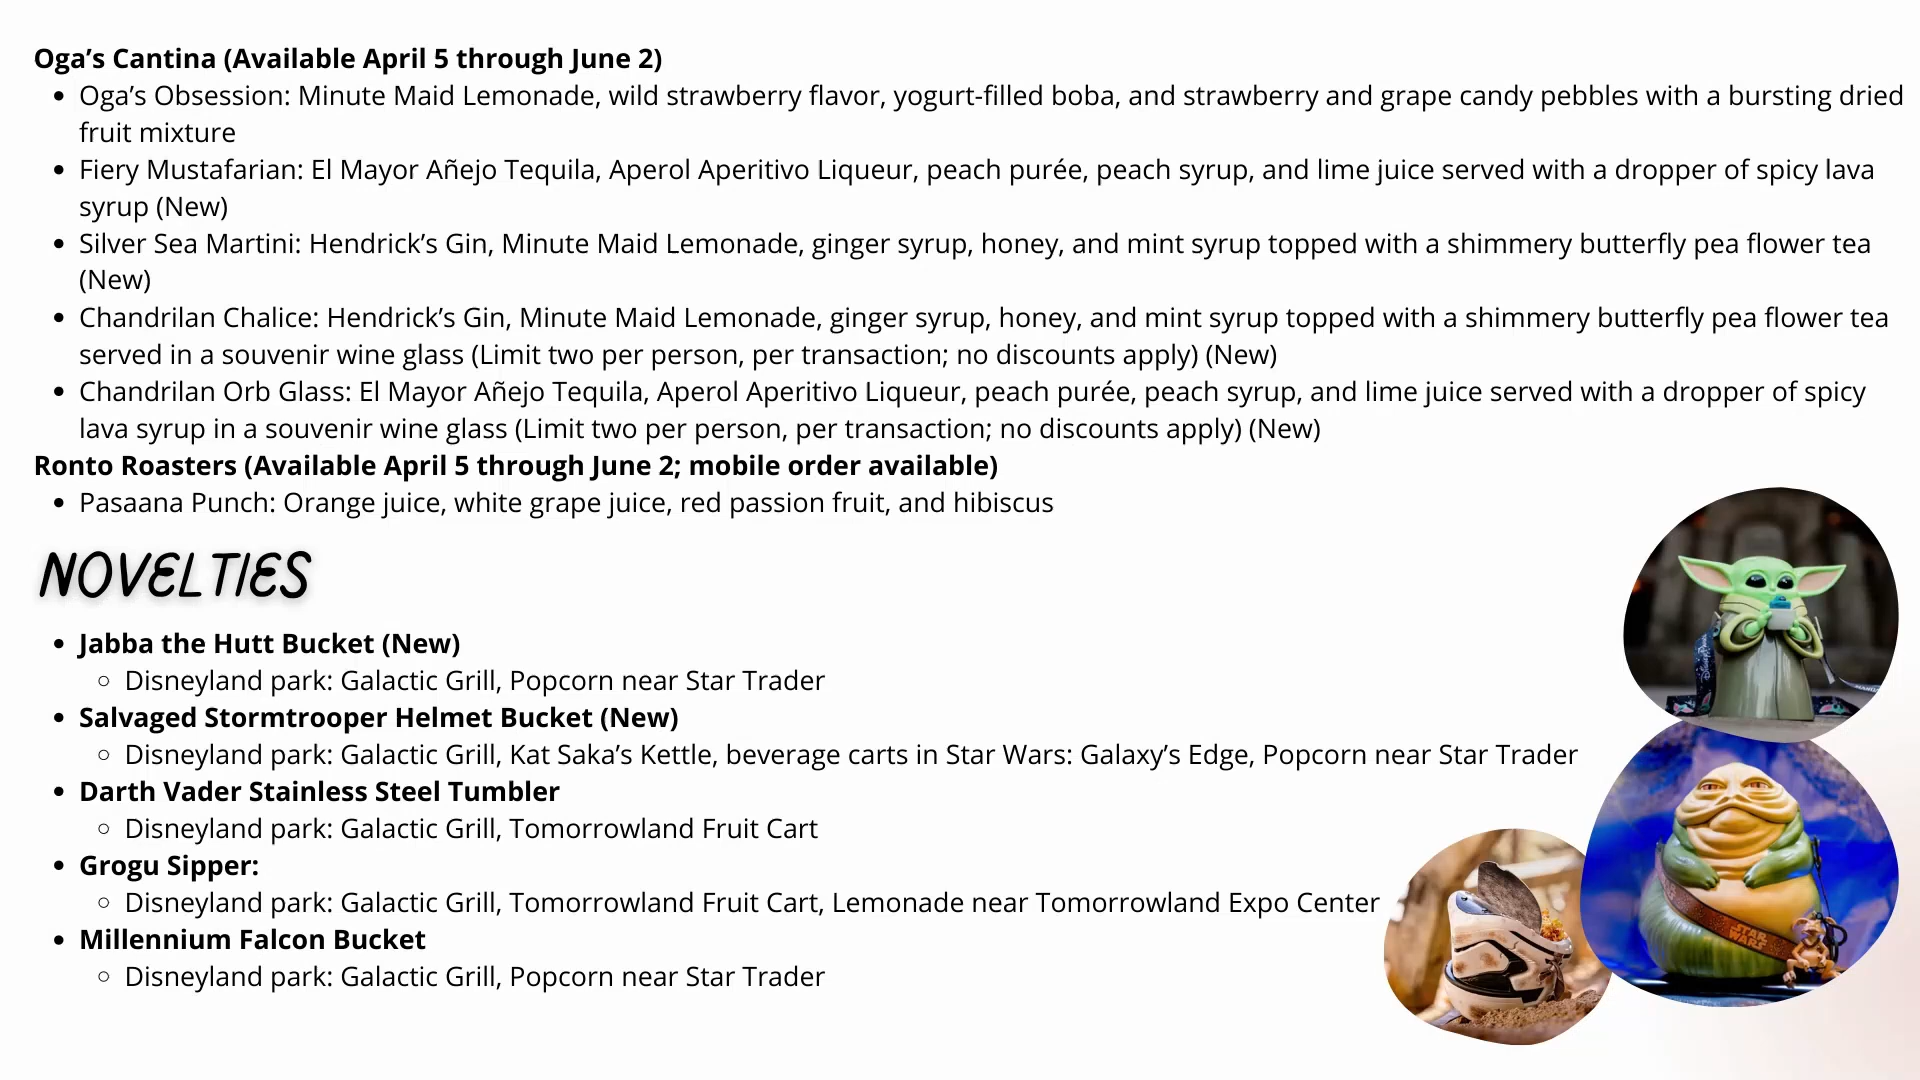 Oga’s Cantina (Available April 5 through June 2)
• Oga’s Obsession: Minute Maid Lemonade, wild strawberry flavor, yogurt-filled boba, and strawberry and grape candy pebbles with a bursting dried
fruit mixture
• Fiery Mustafarian: El Mayor Añejo Tequila, Aperol Aperitivo Liqueur, peach purée, peach syrup, and lime juice served with a dropper of spicy lava
syrup (New)
• Silver Sea Martini: Hendrick’s Gin, Minute Maid Lemonade, ginger syrup, honey, and mint syrup topped with a shimmery butterfly pea flower tea
(New)
• Chandrilan Chalice: Hendrick’s Gin, Minute Maid Lemonade, ginger syrup, honey, and mint syrup topped with a shimmery butterfly pea flower tea
served in a souvenir wine glass (Limit two per person, per transaction; no discounts apply) (New)
• Chandrilan Orb Glass: El Mayor Añejo Tequila, Aperol Aperitivo Liqueur, peach purée, peach syrup, and lime juice served with a dropper of spicy
lava syrup in a souvenir wine glass (Limit two per person, per transaction; no discounts apply) (New)
Ronto Roasters (Available April 5 through June 2; mobile order available)
• Pasaana Punch: Orange juice, white grape juice, red passion fruit, and hibiscus
NOVELTIES
• Jabba the Hutt Bucket (New)
◦ Disneyland park: Galactic Grill, Popcorn near Star Trader
• Salvaged Stormtrooper Helmet Bucket (New)
◦ Disneyland park: Galactic Grill, Kat Saka’s Kettle, beverage carts in Star Wars: Galaxy’s Edge, Popcorn near Star Trader
• Darth Vader Stainless Steel Tumbler
◦ Disneyland park: Galactic Grill, Tomorrowland Fruit Cart
• Grogu Sipper:
◦ Disneyland park: Galactic Grill, Tomorrowland Fruit Cart, Lemonade near Tomorrowland Expo Center
• Millennium Falcon Bucket
◦ Disneyland park: Galactic Grill, Popcorn near Star Trader
STAR
WARS